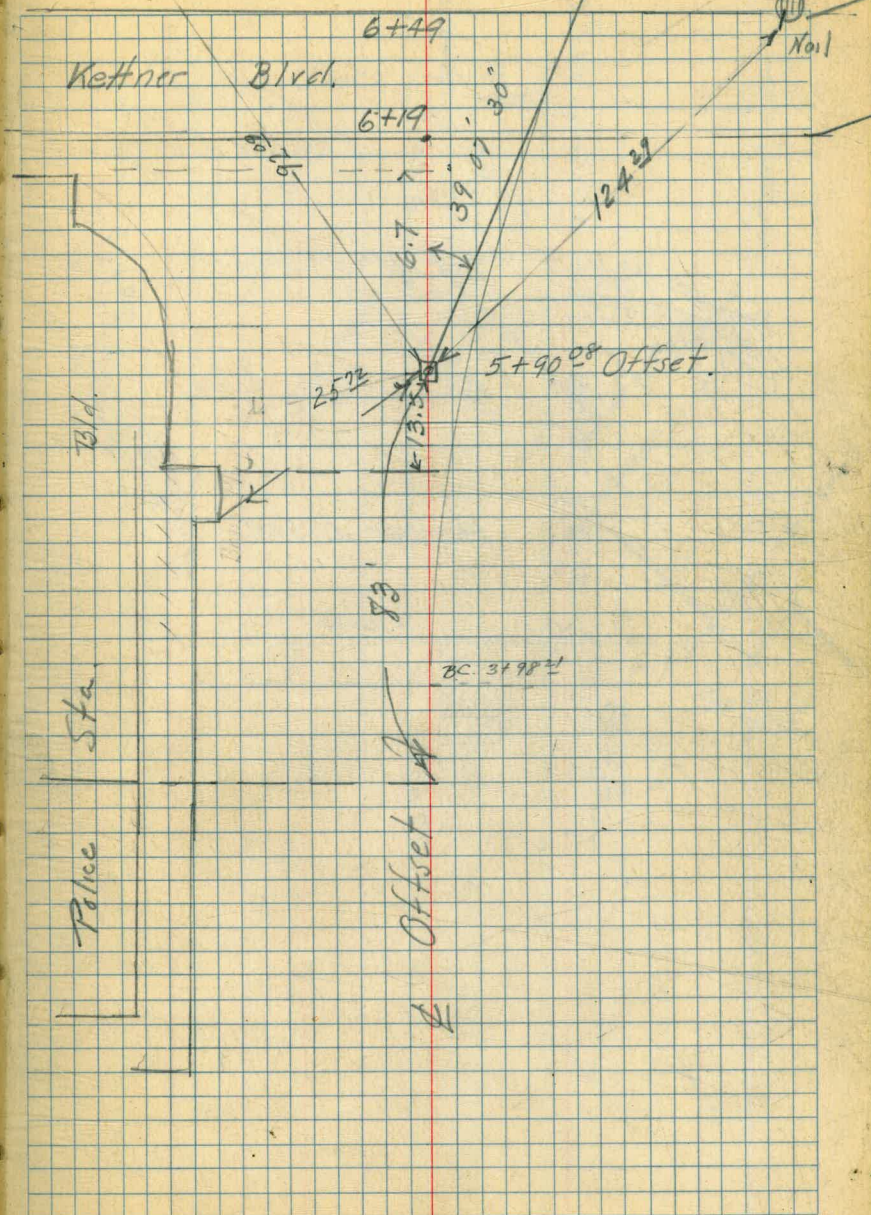 6+49
Nail
Kettner Blvd.
6+19
39° 07' 30"
124 29
6.7
5+90 08 Offset.
25 72
13.5
Bld.
83'
BC. 3+98 21
Sta.
Police
Offset
℄